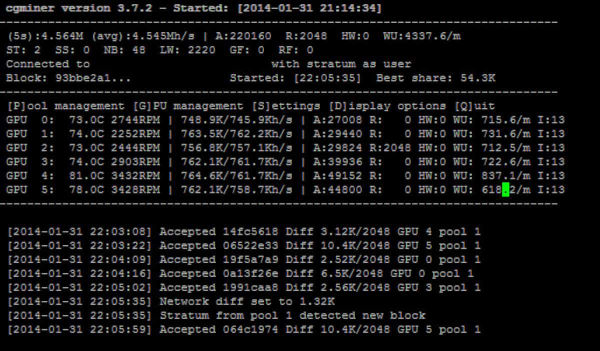 cgminer version 3.7.2 - Started: [2014-01-31 21:14:34]
(5s):4.564M (avg):4.545Mh/s | A:220160 R:2048 HW:0 WU:4337.6/m
ST: 2 SS: 0 NB: 48 LW: 2220 GF: 0 RF: 0
Connected to with stratum as user
Block: 93bbe2a1... Started: [22:05:35] Best share: 54.3K
[P]ool management [G]PU management [S]ettings [D]isplay options [Q]uit
GPU 0: 73.0C 2744RPM | 748.9K/745.9Kh/s | A:27008 R: 0 HW:0 WU: 715.6/m I:13
GPU 1: 74.0C 2252RPM | 763.5K/762.2Kh/s | A:29440 R: 0 HW:0 WU: 731.6/m I:13
GPU 2: 73.0C 2444RPM | 756.8K/757.1Kh/s | A:29824 R:2048 HW:0 WU: 712.5/m I:13
GPU 3: 74.0C 2903RPM | 762.1K/761.7Kh/s | A:39936 R: 0 HW:0 WU: 722.6/m I:13
GPU 4: 81.0C 3432RPM | 764.6K/761.9Kh/s | A:49152 R: 0 HW:0 WU: 837.1/m I:13
GPU 5: 78.0C 3428RPM | 762.1K/758.7Kh/s | A:44800 R: 0 HW:0 WU: 618.2/m I:13
[2014-01-31 22:03:08] Accepted 14fc5618 Diff 3.12K/2048 GPU 4 pool 1
[2014-01-31 22:03:22] Accepted 06522e33 Diff 10.4K/2048 GPU 5 pool 1
[2014-01-31 22:04:09] Accepted 19f5a7a9 Diff 2.52K/2048 GPU 0 pool 1
[2014-01-31 22:04:16] Accepted 0a13f26e Diff 6.5K/2048 GPU 0 pool 1
[2014-01-31 22:05:02] Accepted 1991caa8 Diff 2.56K/2048 GPU 3 pool 1
[2014-01-31 22:05:35] Network diff set to 1.32K
[2014-01-31 22:05:35] Stratum from pool 1 detected new block
[2014-01-31 22:05:59] Accepted 064c1974 Diff 10.4K/2048 GPU 5 pool 1